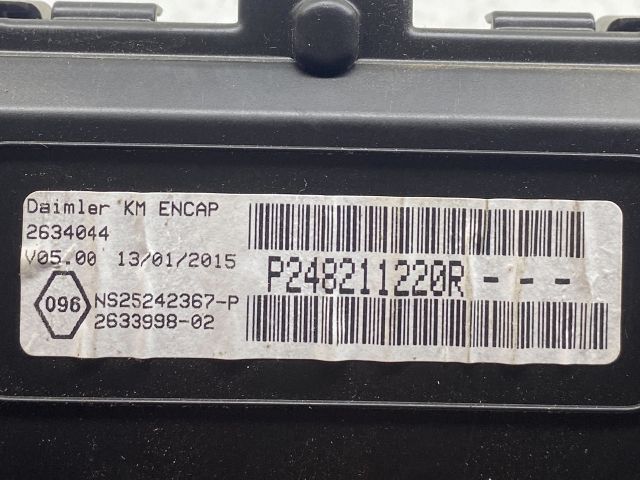 Daimler KM ENCAP
2634044
V05.00 13/01/2015
P248211220R---
096
NS25242367-P
2633998-02